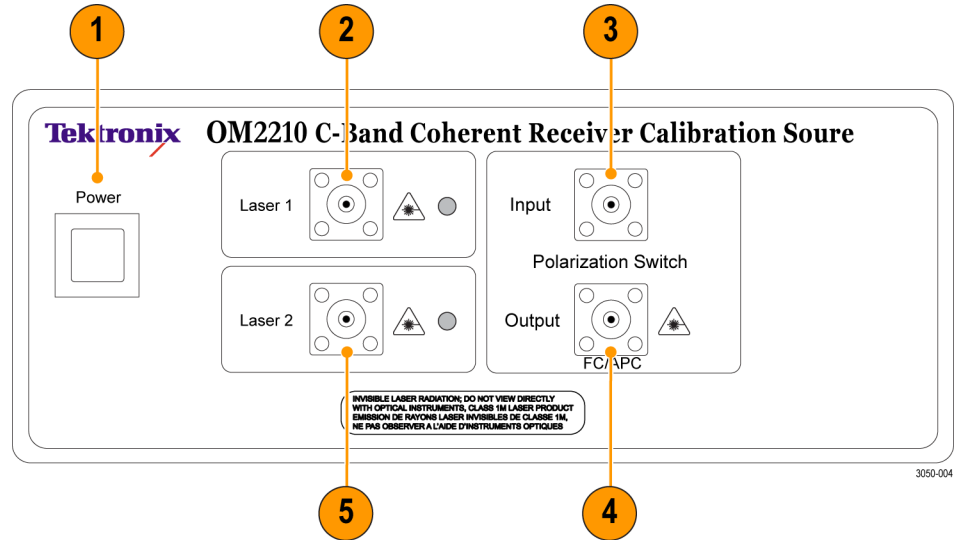 1
2
3
Tektronix OM2210 C-Band Coherent Receiver Calibration Soure
Power
Laser 1
Input
Polarization Switch
Laser 2
Output
FC/APC
INVISIBLE LASER RADIATION; DO NOT VIEW DIRECTLY
WITH OPTICAL INSTRUMENTS, CLASS 1M LASER PRODUCT
EMISSION DE RAYONS LASER INVISIBLES DE CLASSE 1M,
NE PAS OBSERVER A L'AIDE D'INSTRUMENTS OPTIQUES
3050-004
5
4